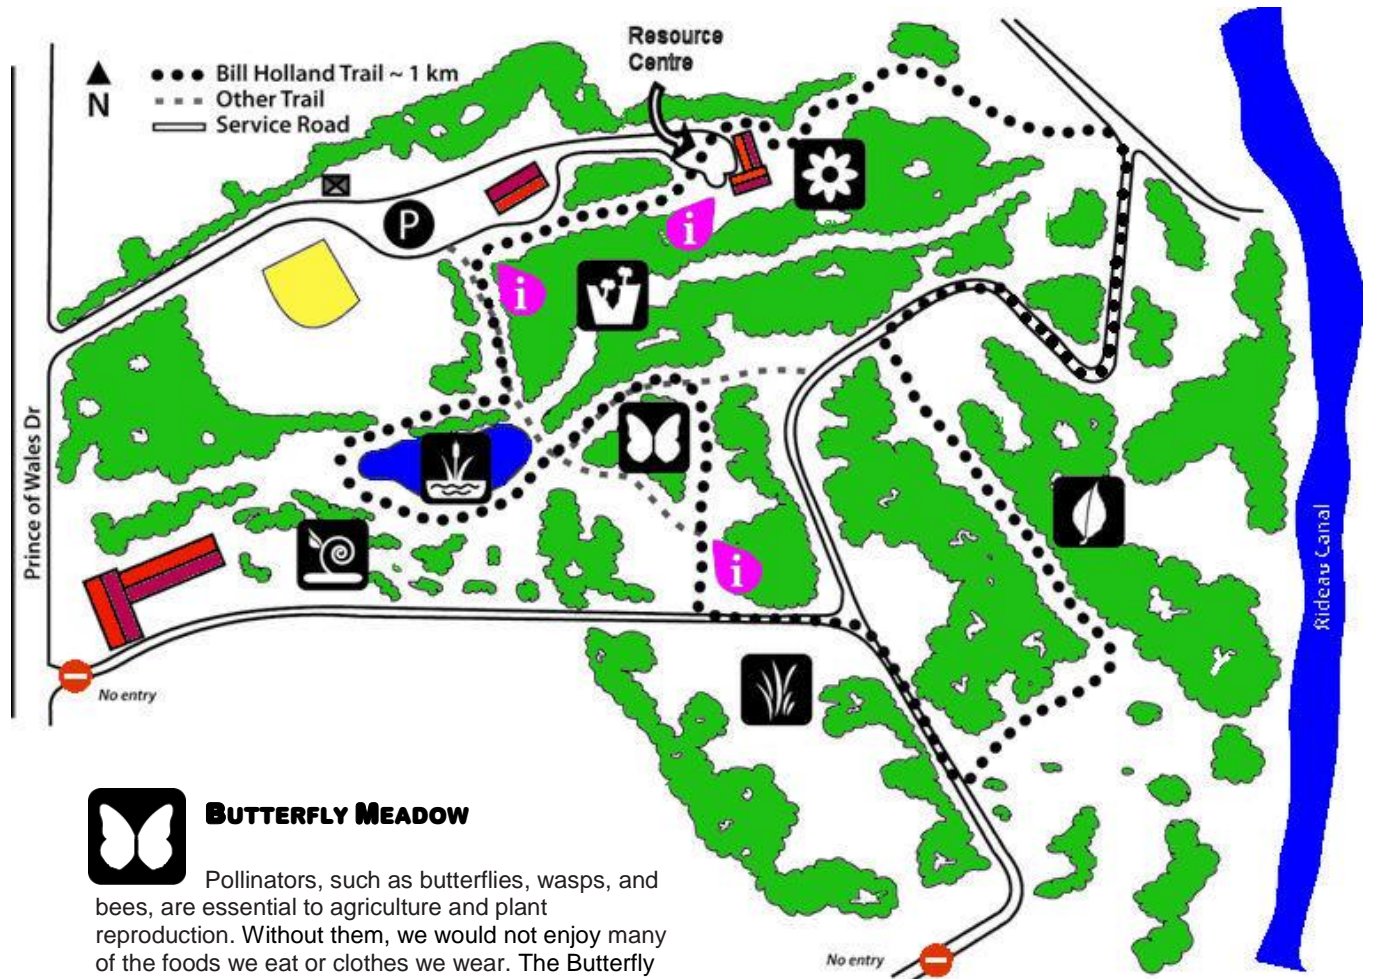 Resource
Centre
N
Bill Holland Trail ~ 1 km
Other Trail
Service Road
P
i
i
Prince of Wales Dr
i
Rideau Canal
No entry
BUTTERFLY MEADOW
Pollinators, such as butterflies, wasps, and
bees, are essential to agriculture and plant
reproduction. Without them, we would not enjoy many
of the foods we eat or clothes we wear. The Butterfly
No entry